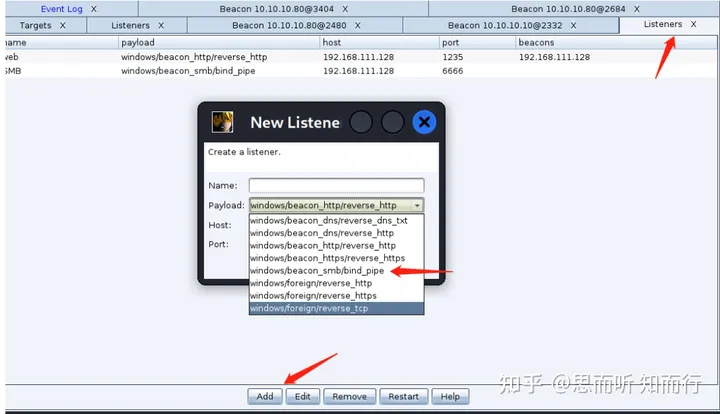 Event Log X Beacon 10.10.10.80@3404 X Beacon 10.10.10.80@2684 X
Targets X Listeners X Beacon 10.10.10.80@2480 X Beacon 10.10.10.10@2332 X Listeners X
name payload host port beacons
web windows/beacon_http/reverse_http 192.168.111.128 1235 192.168.111.128
SMB windows/beacon_smb/bind_pipe 192.168.111.128 6666
New Listene
Create a listener.
Name:
Payload: windows/beacon_http/reverse_http
windows/beacon_dns/reverse_dns_txt
Host:
windows/beacon_dns/reverse_http
Port:
windows/beacon_http/reverse_http
windows/beacon_https/reverse_https
windows/beacon_smb/bind_pipe
windows/foreign/reverse_http
windows/foreign/reverse_https
windows/foreign/reverse_tcp
知乎 @思而听 知而行
Add Edit Remove Restart Help